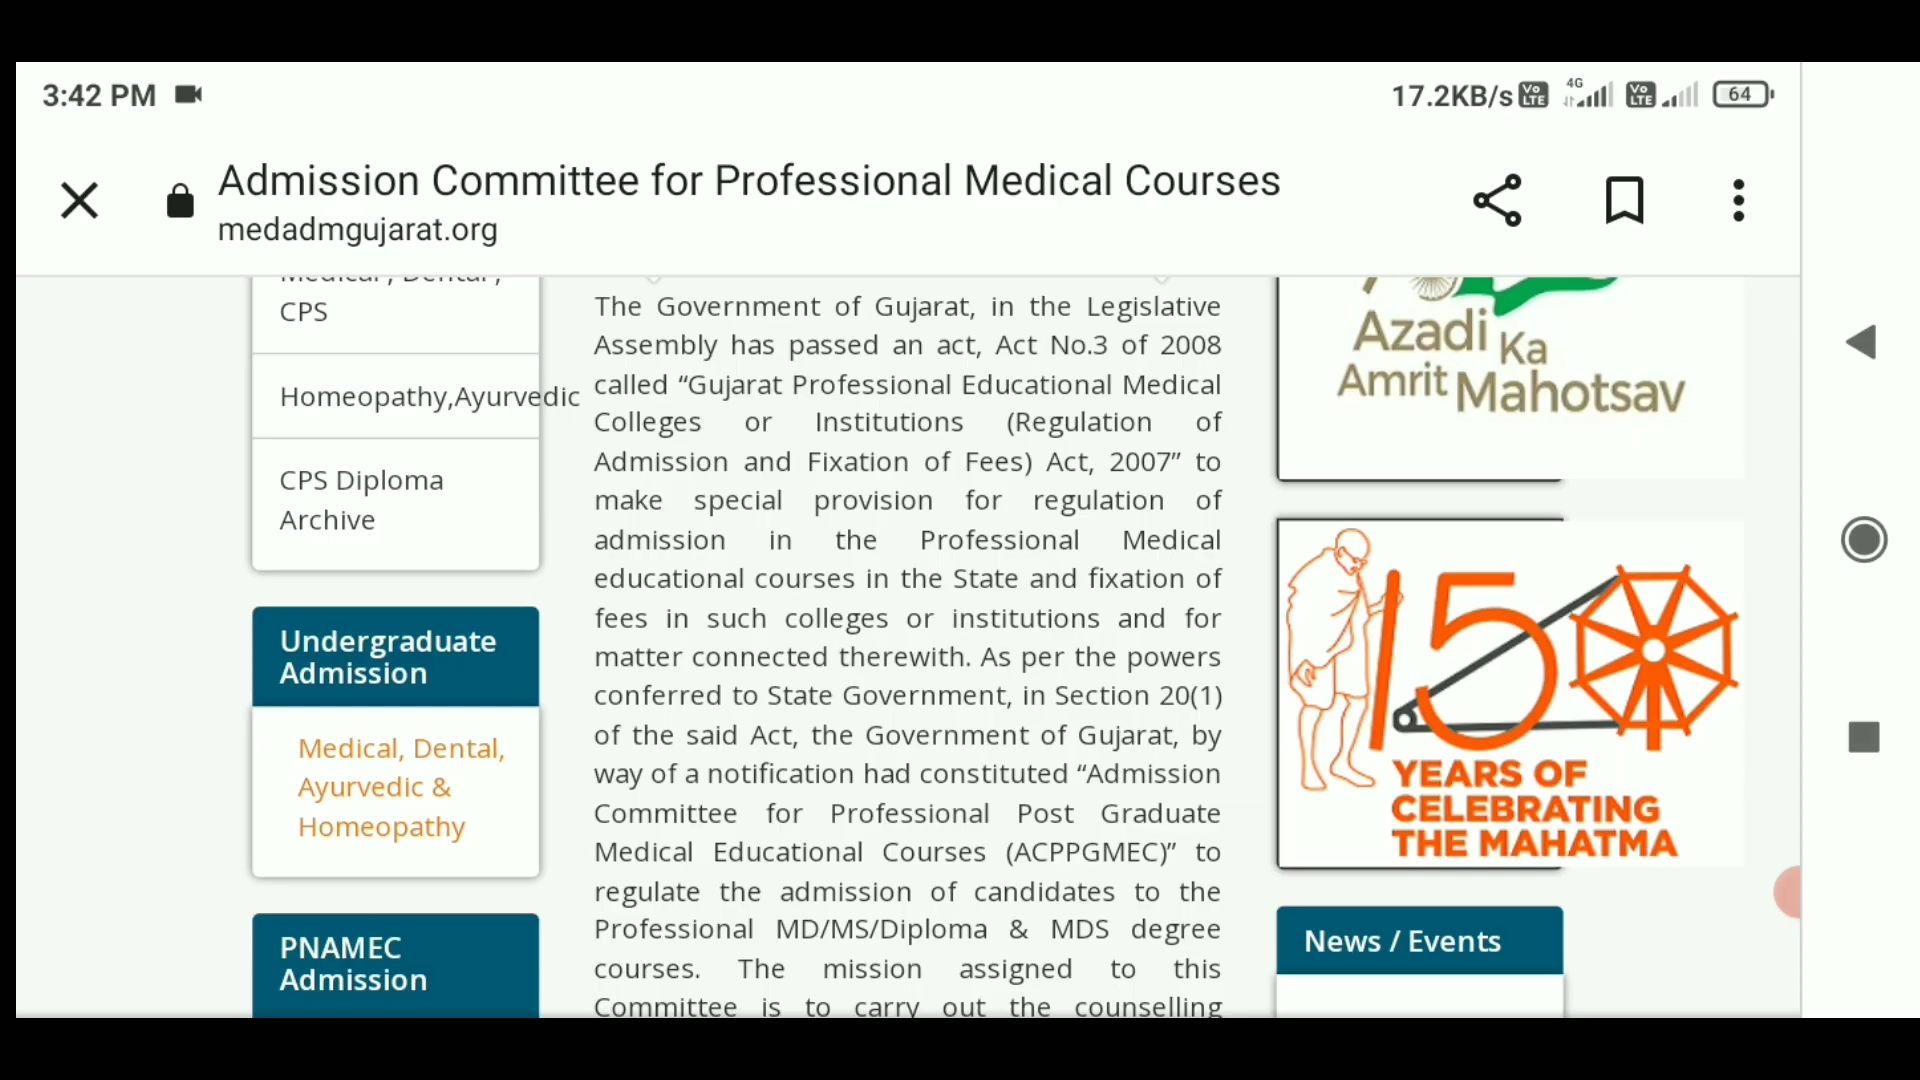 3:42 PM
17.2KB/s Vo LTE 4G Vo LTE 64
Admission Committee for Professional Medical Courses
medadmgujarat.org
Medical , Dental ,
CPS
Homeopathy,Ayurvedic
CPS Diploma
Archive
Undergraduate
Admission
Medical, Dental,
Ayurvedic &
Homeopathy
PNAMEC
Admission
The Government of Gujarat, in the Legislative
Assembly has passed an act, Act No.3 of 2008
called “Gujarat Professional Educational Medical
Colleges or Institutions (Regulation of
Admission and Fixation of Fees) Act, 2007” to
make special provision for regulation of
admission in the Professional Medical
educational courses in the State and fixation of
fees in such colleges or institutions and for
matter connected therewith. As per the powers
conferred to State Government, in Section 20(1)
of the said Act, the Government of Gujarat, by
way of a notification had constituted “Admission
Committee for Professional Post Graduate
Medical Educational Courses (ACPPGMEC)” to
regulate the admission of candidates to the
Professional MD/MS/Diploma & MDS degree
courses. The mission assigned to this
Committee is to carry out the counselling
Azadi Ka
Amrit Mahotsav
150
YEARS OF
CELEBRATING
THE MAHATMA
News / Events